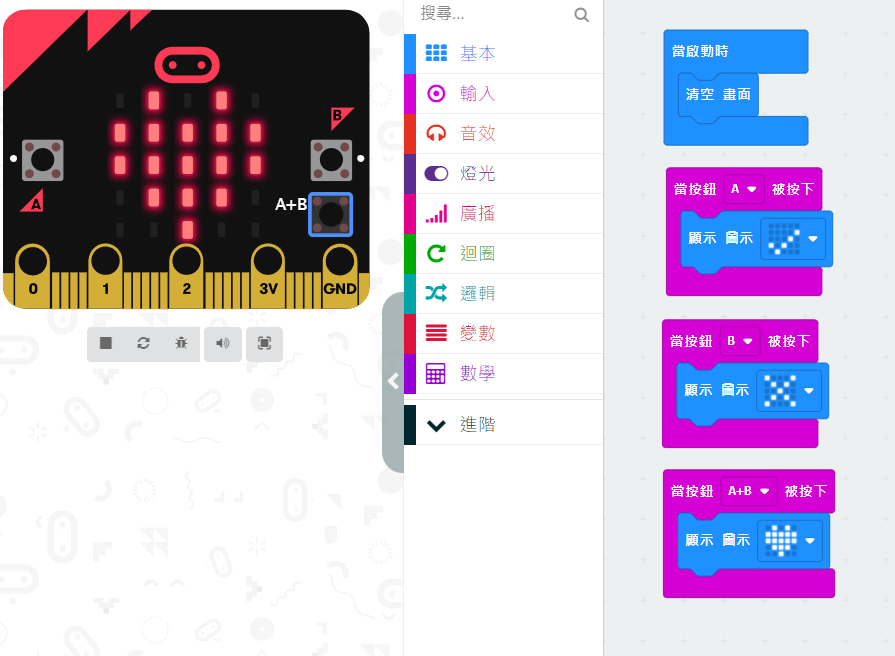 B
A
A+B
0 1 2 3V GND
搜尋...
基本
輸入
音效
燈光
廣播
迴圈
邏輯
變數
數學
進階
當啟動時
清空 畫面
當按鈕 A 被按下
顯示 圖示
當按鈕 B 被按下
顯示 圖示
當按鈕 A+B 被按下
顯示 圖示